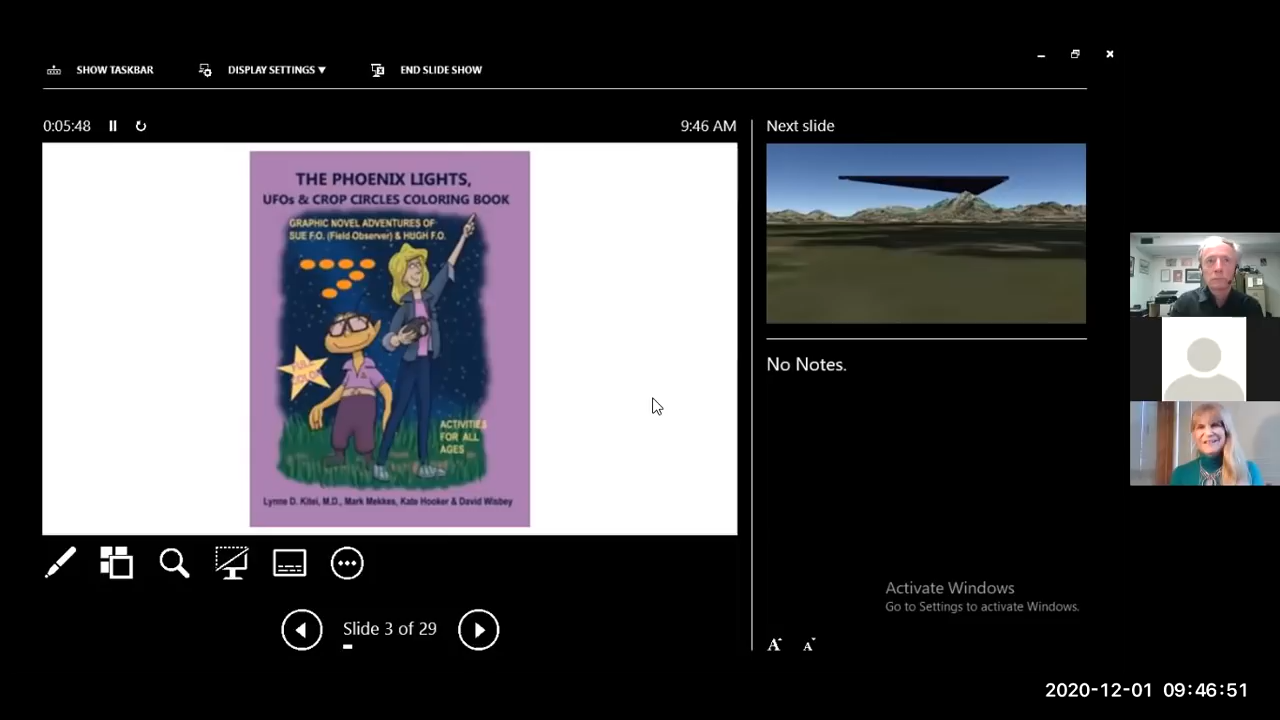 SHOW TASKBAR
DISPLAY SETTINGS ▼
END SLIDE SHOW
0:05:48
9:46 AM
Next slide
THE PHOENIX LIGHTS,
UFOs & CROP CIRCLES COLORING BOOK
GRAPHIC NOVEL ADVENTURES OF
SUE F.O. (Field Observer) & HUGH F.O.
FULL
COLOR
ACTIVITIES
FOR ALL
AGES
Lynne D. Kitei, M.D., Mark Mekkes, Kate Hooker & David Wisbey
No Notes.
Activate Windows
Go to Settings to activate Windows.
Slide 3 of 29
A A
2020-12-01 09:46:51